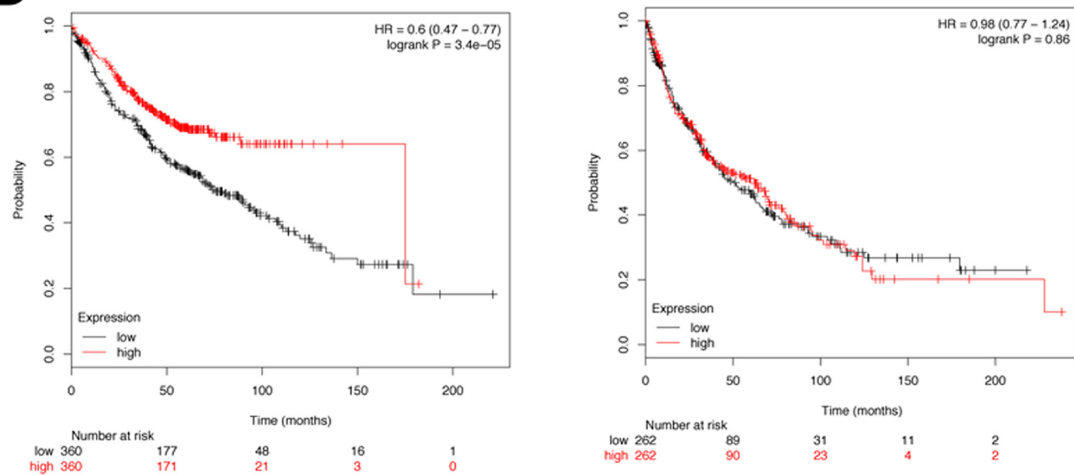 HR = 0.6 (0.47 − 0.77)
logrank P = 3.4e−05
Probability
1.0
0.8
0.6
0.4
0.2
0.0
Expression
low
high
0 50 100 150 200
Time (months)
Number at risk
low 360 177 48 16 1
high 360 171 21 3 0
HR = 0.98 (0.77 − 1.24)
logrank P = 0.86
Probability
1.0
0.8
0.6
0.4
0.2
0.0
Expression
low
high
0 50 100 150 200
Time (months)
Number at risk
low 262 89 31 11 2
high 262 90 23 4 2